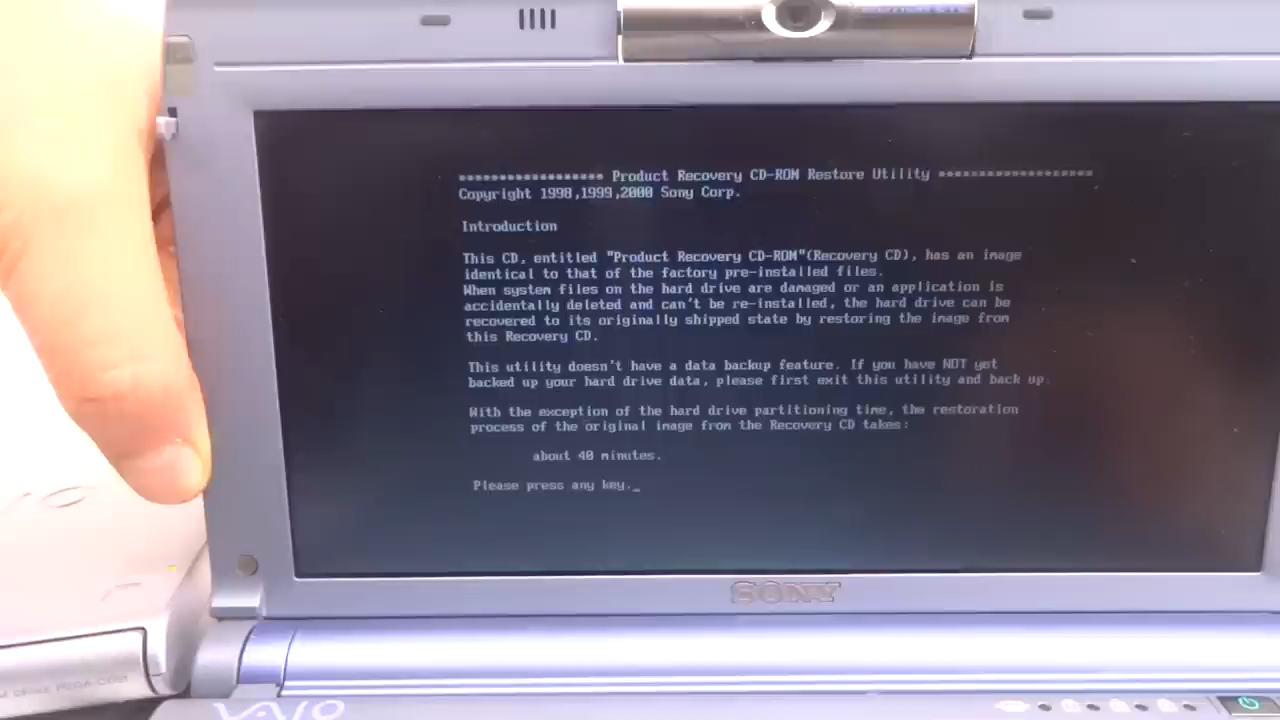 Product Recovery CD-ROM Restore Utility
Copyright 1998,1999,2000 Sony Corp.
Introduction
This CD, entitled "Product Recovery CD-ROM"(Recovery CD), has an image
identical to that of the factory pre-installed files.
When system files on the hard drive are damaged or an application is
accidentally deleted and can't be re-installed, the hard drive can be
recovered to its originally shipped state by restoring the image from
this Recovery CD.
This utility doesn't have a data backup feature. If you have NOT yet
backed up your hard drive data, please first exit this utility and back up.
With the exception of the hard drive partitioning time, the restoration
process of the original image from the Recovery CD takes:
about 40 minutes.
Please press any key._
SONY
VAIO